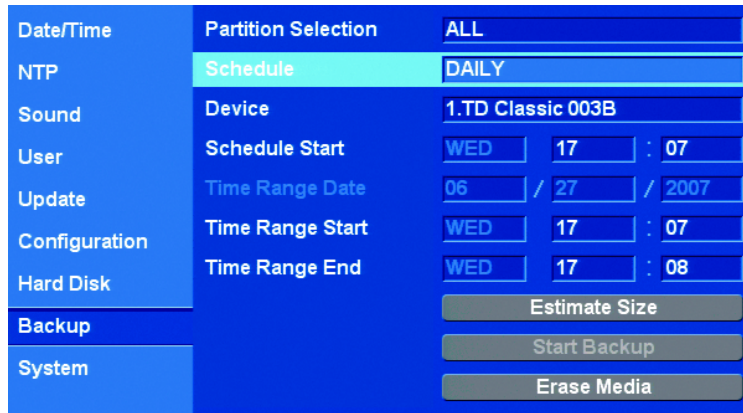 Date/Time
NTP
Sound
User
Update
Configuration
Hard Disk
Backup
System
Partition Selection ALL
Schedule DAILY
Device 1.TD Classic 003B
Schedule Start WED 17 : 07
Time Range Date 06 / 27 / 2007
Time Range Start WED 17 : 07
Time Range End WED 17 : 08
Estimate Size
Start Backup
Erase Media